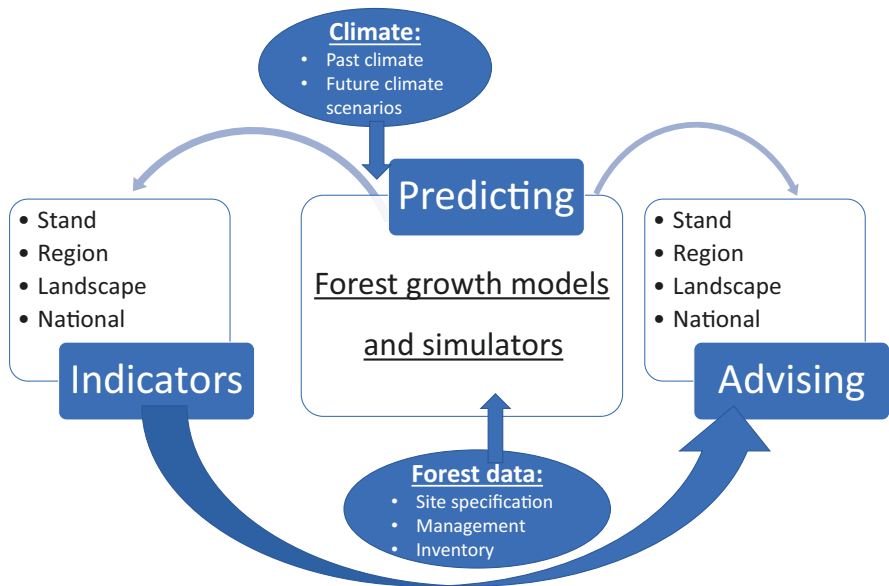 Climate:
• Past climate
• Future climate
scenarios
Predicting
Forest growth models
and simulators
• Stand
• Region
• Landscape
• National
Indicators
• Stand
• Region
• Landscape
• National
Advising
Forest data:
• Site specification
• Management
• Inventory